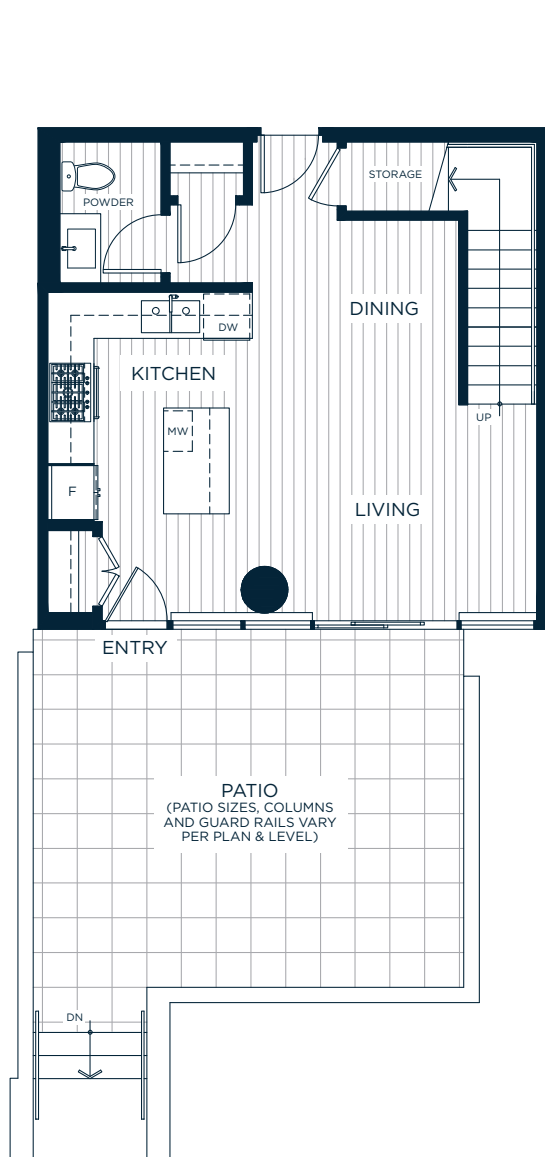 STORAGE
POWDER
DINING
DW
KITCHEN
UP
MW
F
LIVING
ENTRY
PATIO
(PATIO SIZES, COLUMNS
AND GUARD RAILS VARY
PER PLAN & LEVEL)
DN